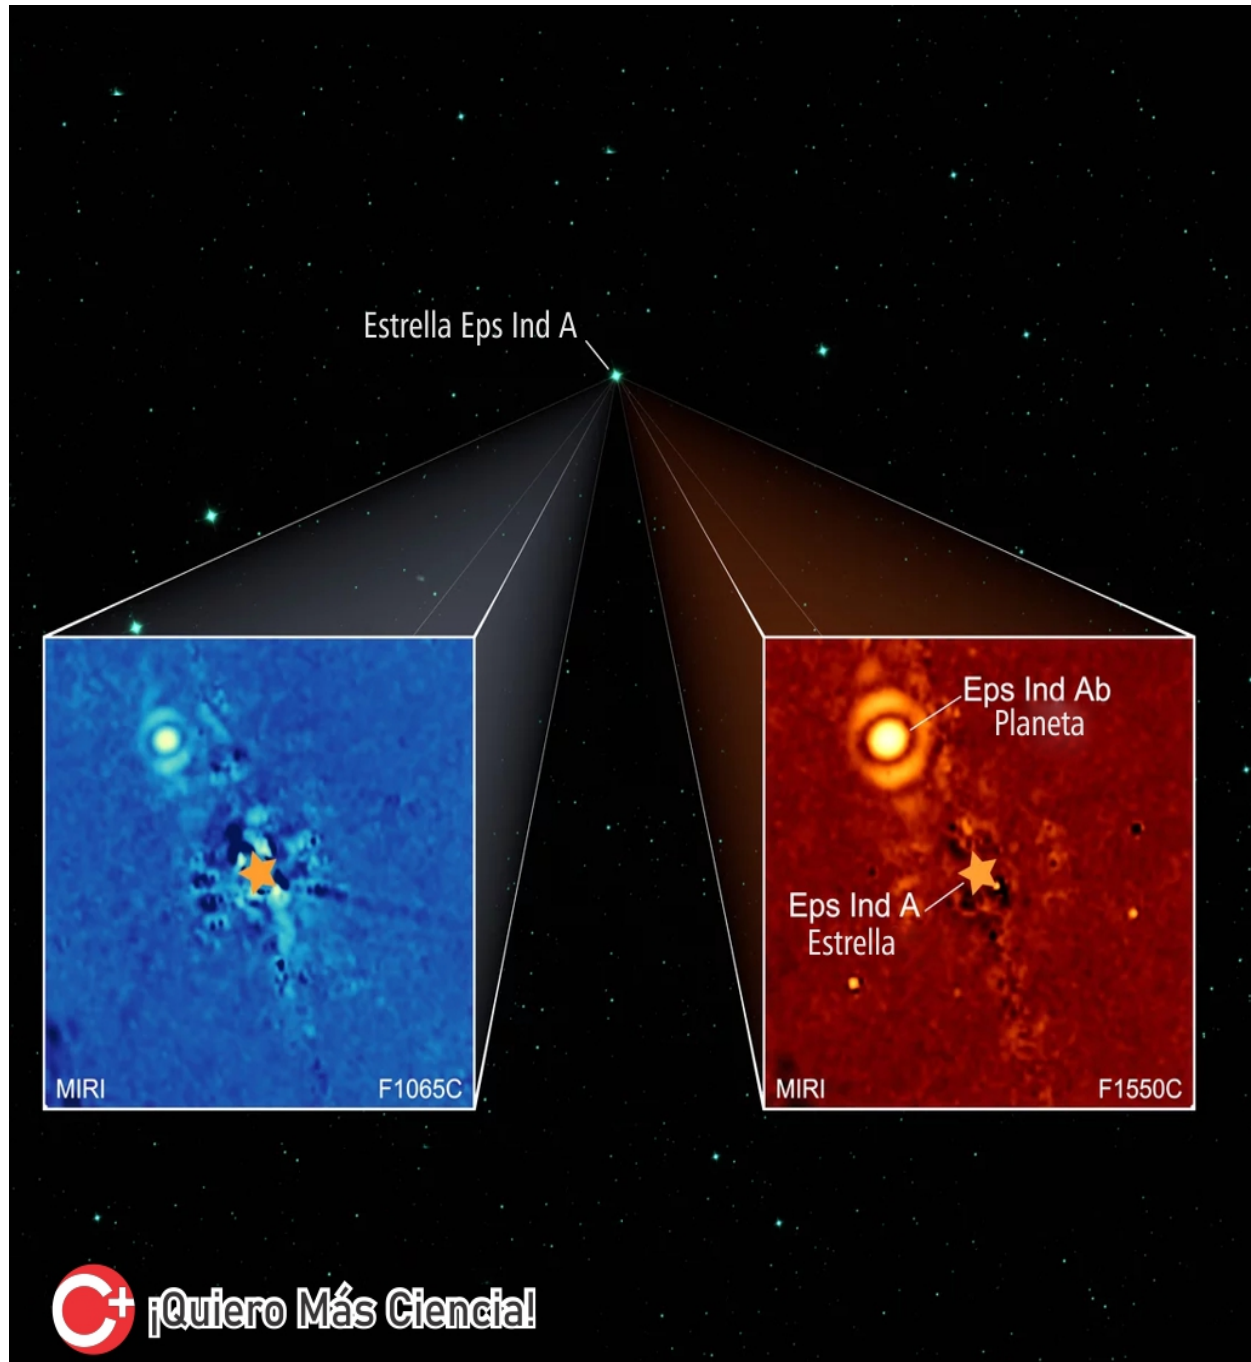 Estrella Eps Ind A
Eps Ind Ab
Planeta
Eps Ind A
Estrella
MIRI
F1065C
MIRI
F1550C
C+
¡Quiero Más Ciencia!